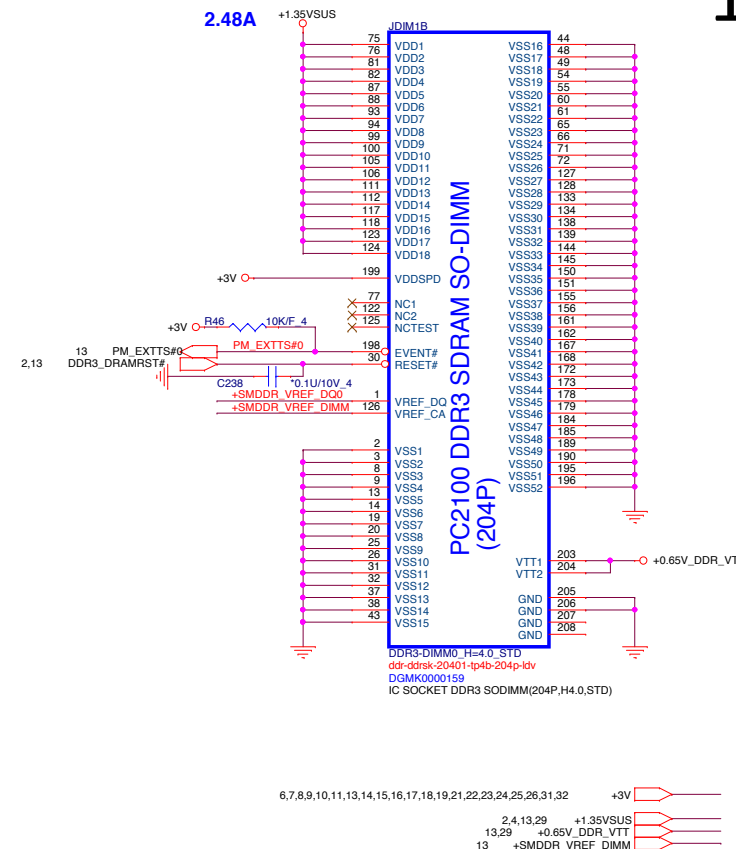 2.48A
+1.35VSUS
JDIM1B
75 VDD1
76 VDD2
81 VDD3
82 VDD4
87 VDD5
88 VDD6
93 VDD7
94 VDD8
99 VDD9
100 VDD10
105 VDD11
106 VDD12
111 VDD13
112 VDD14
117 VDD15
118 VDD16
123 VDD17
124 VDD18
+3V 199 VDDSPD
77 NC1
122 NC2
125 NCTEST
+3V R46 10K/F_4
13 PM_EXTTS#0 PM_EXTTS#0 198 EVENT#
2,13 DDR3_DRAMRST# 30 RESET#
C238 *0.1U/10V_4
+SMDDR_VREF_DQ0 1 VREF_DQ
+SMDDR_VREF_DIMM 126 VREF_CA
2 VSS1
3 VSS2
8 VSS3
9 VSS4
13 VSS5
14 VSS6
19 VSS7
20 VSS8
25 VSS9
26 VSS10
31 VSS11
32 VSS12
37 VSS13
38 VSS14
43 VSS15
PC2100 DDR3 SDRAM SO-DIMM
(204P)
VSS16 44
VSS17 48
VSS18 49
VSS19 54
VSS20 55
VSS21 60
VSS22 61
VSS23 65
VSS24 66
VSS25 71
VSS26 72
VSS27 127
VSS28 128
VSS29 133
VSS30 134
VSS31 138
VSS32 139
VSS33 144
VSS34 145
VSS35 150
VSS36 151
VSS37 155
VSS38 156
VSS39 161
VSS40 162
VSS41 167
VSS42 168
VSS43 172
VSS44 173
VSS45 178
VSS46 179
VSS47 184
VSS48 185
VSS49 189
VSS50 190
VSS51 195
VSS52 196
VTT1 203
VTT2 204
+0.65V_DDR_VT
GND 205
GND 206
GND 207
GND 208
DDR3-DIMM0_H=4.0_STD
ddr-ddrsk-20401-tp4b-204p-ldv
DGMK0000159
IC SOCKET DDR3 SODIMM(204P,H4.0,STD)
6,7,8,9,10,11,13,14,15,16,17,18,19,21,22,23,24,25,26,31,32 +3V
2,4,13,29 +1.35VSUS
13,29 +0.65V_DDR_VTT
13 +SMDDR_VREF_DIMM